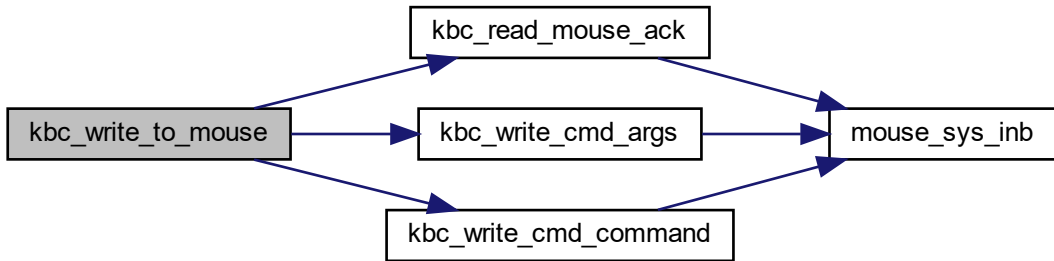 kbc_read_mouse_ack
kbc_write_to_mouse
kbc_write_cmd_args
mouse_sys_inb
kbc_write_cmd_command